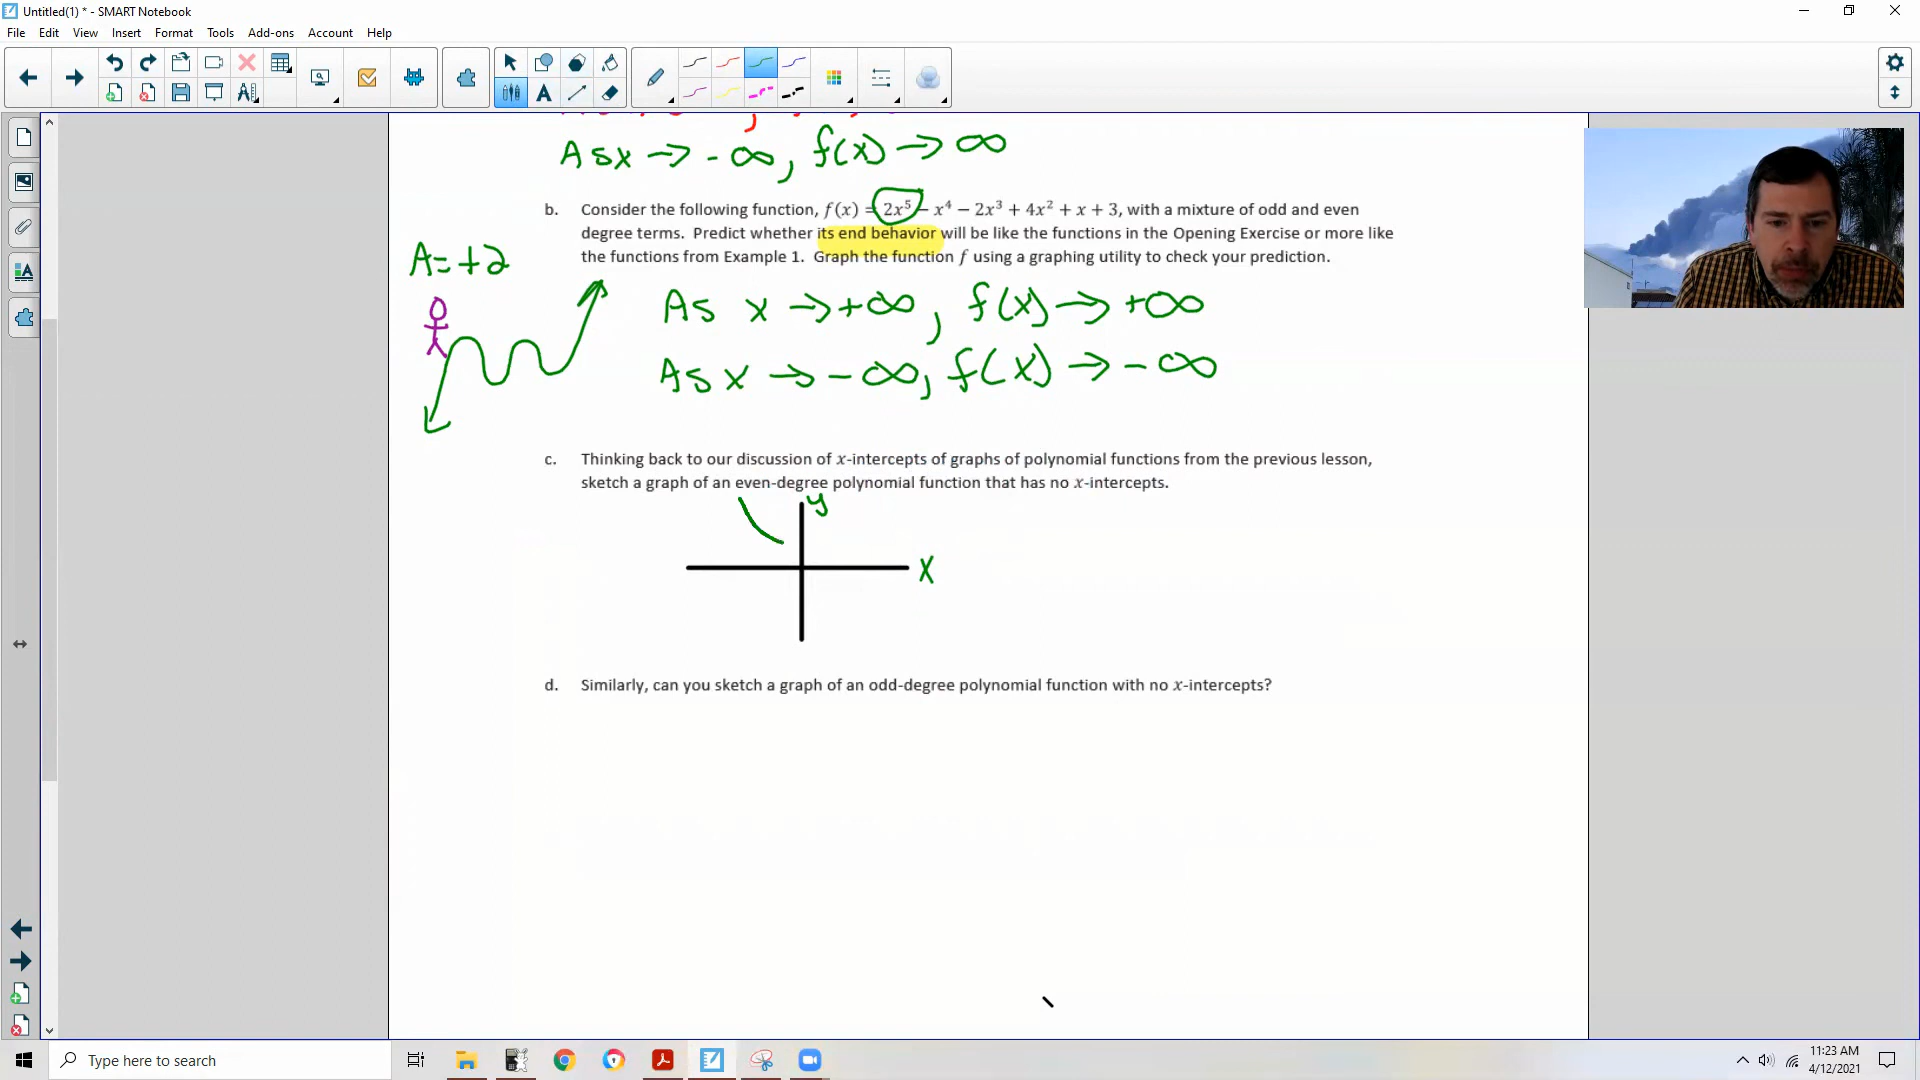 Untitled(1) * - SMART Notebook
File Edit View Insert Format Tools Add-ons Account Help
As x → - ∞, f(x) → ∞
b. Consider the following function, f(x) = 2x⁵ − x⁴ − 2x³ + 4x² + x + 3, with a mixture of odd and even
degree terms. Predict whether its end behavior will be like the functions in the Opening Exercise or more like
the functions from Example 1. Graph the function f using a graphing utility to check your prediction.
A = +2
As x → +∞, f(x) → +∞
As x → - ∞, f(x) → - ∞
c. Thinking back to our discussion of x-intercepts of graphs of polynomial functions from the previous lesson,
sketch a graph of an even-degree polynomial function that has no x-intercepts.
y
x
d. Similarly, can you sketch a graph of an odd-degree polynomial function with no x-intercepts?
Type here to search
11:23 AM
4/12/2021